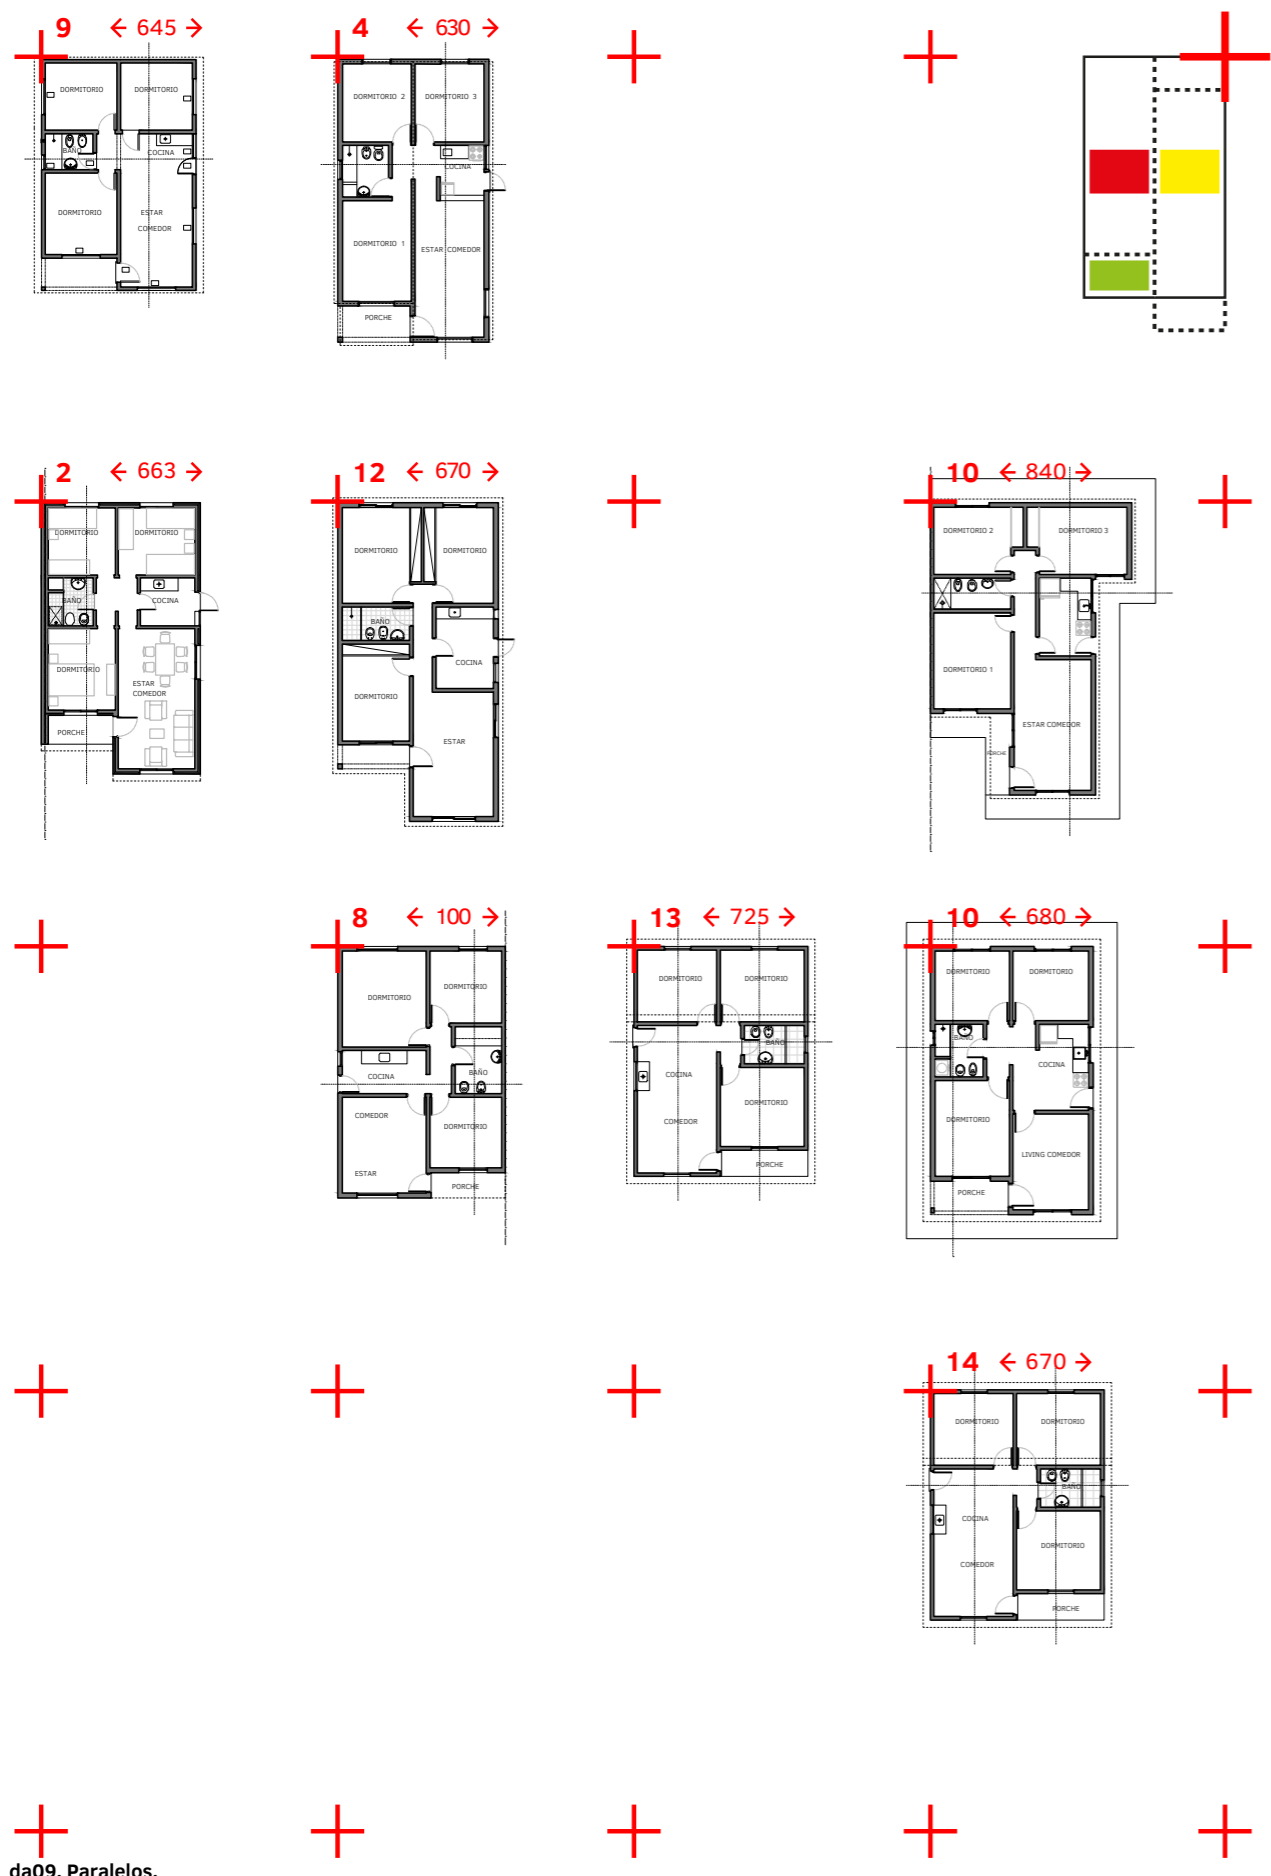 9 ← 645 →
DORMITORIO
DORMITORIO
BAÑO
COCINA
DORMITORIO
ESTAR
COMEDOR
4 ← 630 →
DORMITORIO 2
DORMITORIO 3
COCINA
DORMITORIO 1
ESTAR COMEDOR
PORCHE
2 ← 663 →
DORMITORIO
DORMITORIO
BAÑO
COCINA
DORMITORIO
ESTAR
COMEDOR
PORCHE
12 ← 670 →
DORMITORIO
DORMITORIO
BAÑO
COCINA
DORMITORIO
ESTAR
10 ← 840 →
DORMITORIO 2
DORMITORIO 3
DORMITORIO 1
ESTAR COMEDOR
PORCHE
8 ← 100 →
DORMITORIO
DORMITORIO
COCINA
BAÑO
COMEDOR
DORMITORIO
ESTAR
PORCHE
13 ← 725 →
DORMITORIO
DORMITORIO
BAÑO
COCINA
DORMITORIO
COMEDOR
PORCHE
10 ← 680 →
DORMITORIO
DORMITORIO
BAÑO
COCINA
DORMITORIO
LIVING COMEDOR
PORCHE
14 ← 670 →
DORMITORIO
DORMITORIO
BAÑO
COCINA
DORMITORIO
COMEDOR
PORCHE
da09. Paralelos.